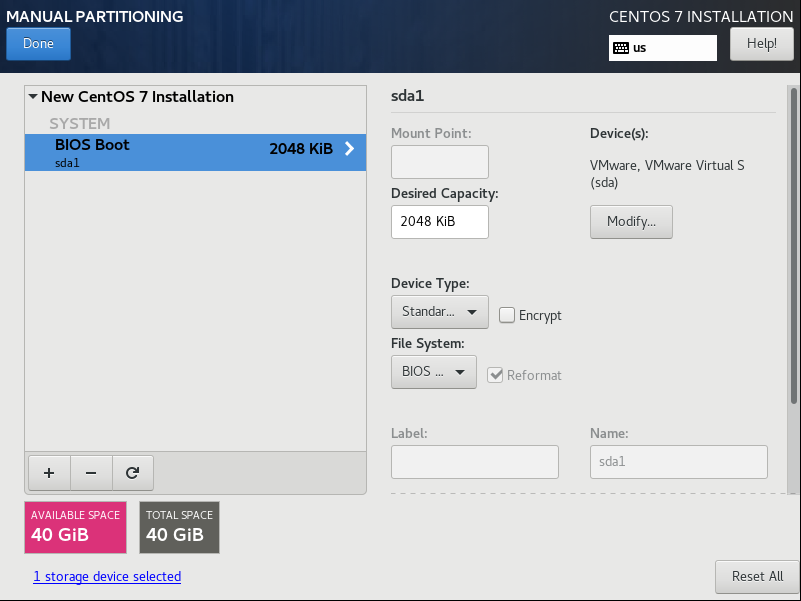 MANUAL PARTITIONING
CENTOS 7 INSTALLATION
Done
us
Help!
New CentOS 7 Installation
SYSTEM
BIOS Boot
2048 KiB
sda1
sda1
Mount Point:
Device(s):
VMware, VMware Virtual S
(sda)
Desired Capacity:
2048 KiB
Modify...
Device Type:
Standar...
Encrypt
File System:
BIOS ...
Reformat
Label:
Name:
sda1
+
−
AVAILABLE SPACE
40 GiB
TOTAL SPACE
40 GiB
1 storage device selected
Reset All